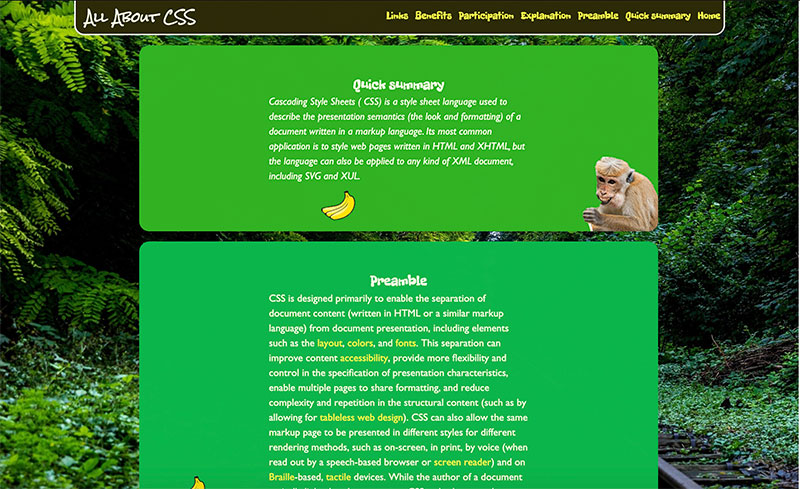 All About CSS
Links Benefits Participation Explanation Preamble Quick summary Home
Quick summary
Cascading Style Sheets ( CSS) is a style sheet language used to
describe the presentation semantics (the look and formatting) of a
document written in a markup language. Its most common
application is to style web pages written in HTML and XHTML, but
the language can also be applied to any kind of XML document,
including SVG and XUL.
Preamble
CSS is designed primarily to enable the separation of
document content (written in HTML or a similar markup
language) from document presentation, including elements
such as the layout, colors, and fonts. This separation can
improve content accessibility, provide more flexibility and
control in the specification of presentation characteristics,
enable multiple pages to share formatting, and reduce
complexity and repetition in the structural content (such as by
allowing for tableless web design). CSS can also allow the same
markup page to be presented in different styles for different
rendering methods, such as on-screen, in print, by voice (when
read out by a speech-based browser or screen reader) and on
Braille-based, tactile devices. While the author of a document